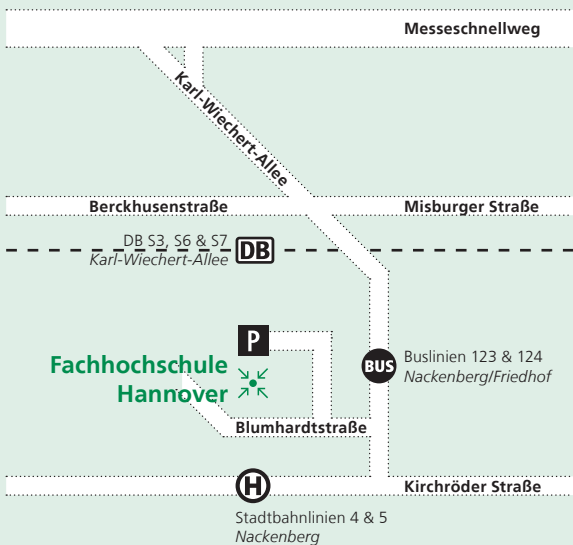 Messeschnellweg
Karl-Wiechert-Allee
Berckhusenstraße
Misburger Straße
DB S3, S6 & S7
Karl-Wiechert-Allee
DB
P
Fachhochschule
Hannover
BUS
Buslinien 123 & 124
Nackenberg/Friedhof
Blumhardtstraße
H
Kirchröder Straße
Stadtbahnlinien 4 & 5
Nackenberg